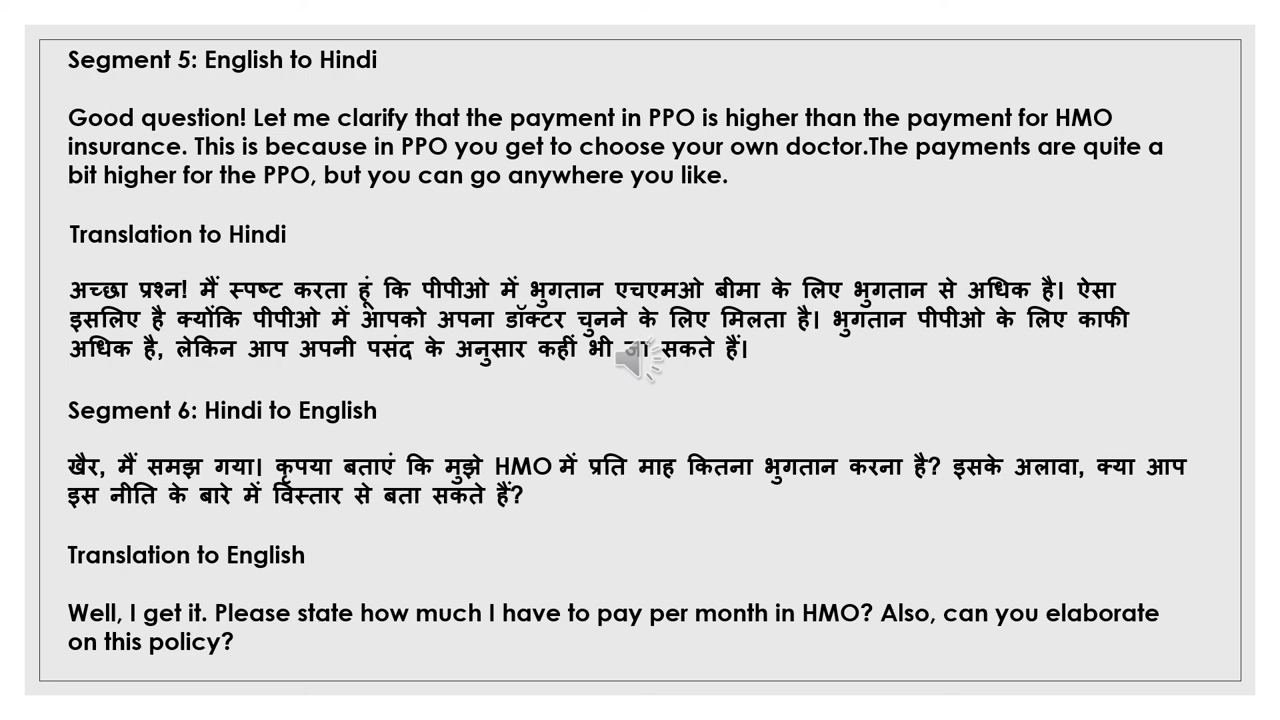 Segment 5: English to Hindi
Good question! Let me clarify that the payment in PPO is higher than the payment for HMO
insurance. This is because in PPO you get to choose your own doctor.The payments are quite a
bit higher for the PPO, but you can go anywhere you like.
Translation to Hindi
अच्छा प्रश्न! मैं स्पष्ट करता हूं कि पीपीओ में भुगतान एचएमओ बीमा के लिए भुगतान से अधिक है। ऐसा
इसलिए है क्योंकि पीपीओ में आपको अपना डॉक्टर चुनने के लिए मिलता है। भुगतान पीपीओ के लिए काफी
अधिक है, लेकिन आप अपनी पसंद के अनुसार कहीं भी जा सकते हैं।
Segment 6: Hindi to English
खैर, मैं समझ गया। कृपया बताएं कि मुझे HMO में प्रति माह कितना भुगतान करना है? इसके अलावा, क्या आप
इस नीति के बारे में विस्तार से बता सकते हैं?
Translation to English
Well, I get it. Please state how much I have to pay per month in HMO? Also, can you elaborate
on this policy?